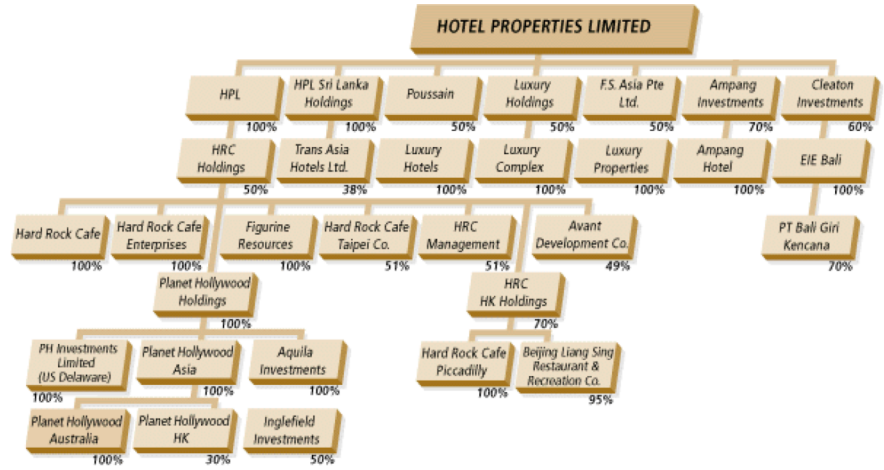 HOTEL PROPERTIES LIMITED
HPL
100%
HPL Sri Lanka
Holdings
100%
Poussain
50%
Luxury
Holdings
50%
F.S. Asia Pte
Ltd.
50%
Ampang
Investments
70%
Cleaton
Investments
60%
HRC
Holdings
50%
Trans Asia
Hotels Ltd.
38%
Luxury
Hotels
100%
Luxury
Complex
100%
Luxury
Properties
100%
Ampang
Hotel
100%
EIE Bali
100%
Hard Rock Cafe
100%
Hard Rock Cafe
Enterprises
100%
Figurine
Resources
100%
Hard Rock Cafe
Taipei Co.
51%
HRC
Management
51%
Avant
Development Co.
49%
PT Bali Giri
Kencana
70%
Planet Hollywood
Holdings
100%
HRC
HK Holdings
70%
PH Investments
Limited
(US Delaware)
100%
Planet Hollywood
Asia
100%
Aquila
Investments
100%
Hard Rock Cafe
Piccadilly
100%
Beijing Liang Sing
Restaurant &
Recreation Co.
95%
Planet Hollywood
Australia
100%
Planet Hollywood
HK
30%
Inglefield
Investments
50%